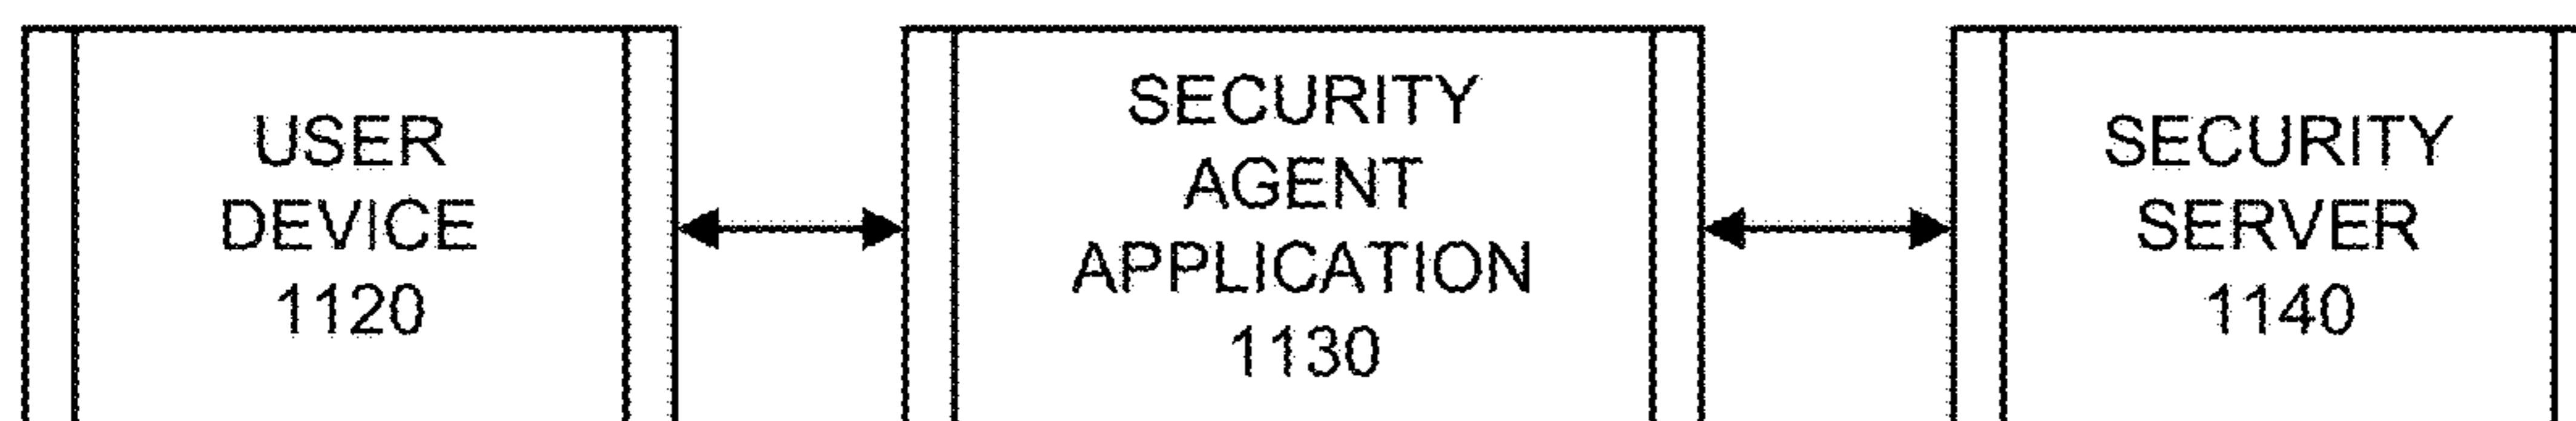 USER
DEVICE
1120
SECURITY
AGENT
APPLICATION
1130
SECURITY
SERVER
1140